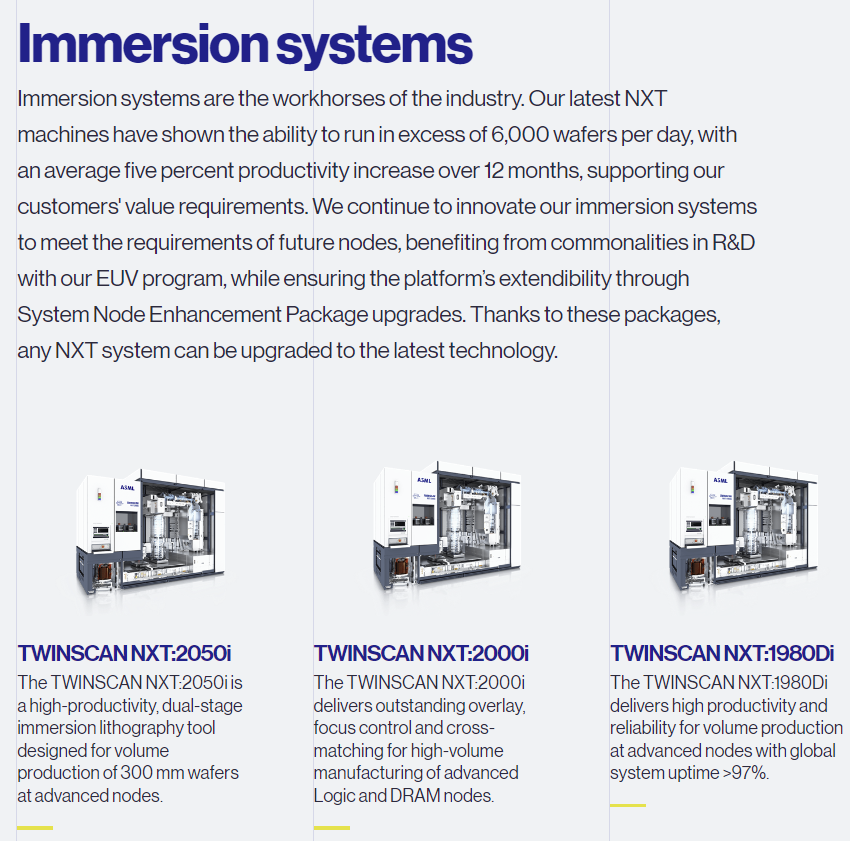 Immersion systems
Immersion systems are the workhorses of the industry. Our latest NXT
machines have shown the ability to run in excess of 6,000 wafers per day, with
an average five percent productivity increase over 12 months, supporting our
customers' value requirements. We continue to innovate our immersion systems
to meet the requirements of future nodes, benefiting from commonalities in R&D
with our EUV program, while ensuring the platform’s extendibility through
System Node Enhancement Package upgrades. Thanks to these packages,
any NXT system can be upgraded to the latest technology.
ASML
ASML
ASML
TWINSCAN NXT:2050i
The TWINSCAN NXT:2050i is
a high-productivity, dual-stage
immersion lithography tool
designed for volume
production of 300 mm wafers
at advanced nodes.
TWINSCAN NXT:2000i
The TWINSCAN NXT:2000i
delivers outstanding overlay,
focus control and cross-
matching for high-volume
manufacturing of advanced
Logic and DRAM nodes.
TWINSCAN NXT:1980Di
The TWINSCAN NXT:1980Di
delivers high productivity and
reliability for volume production
at advanced nodes with global
system uptime >97%.